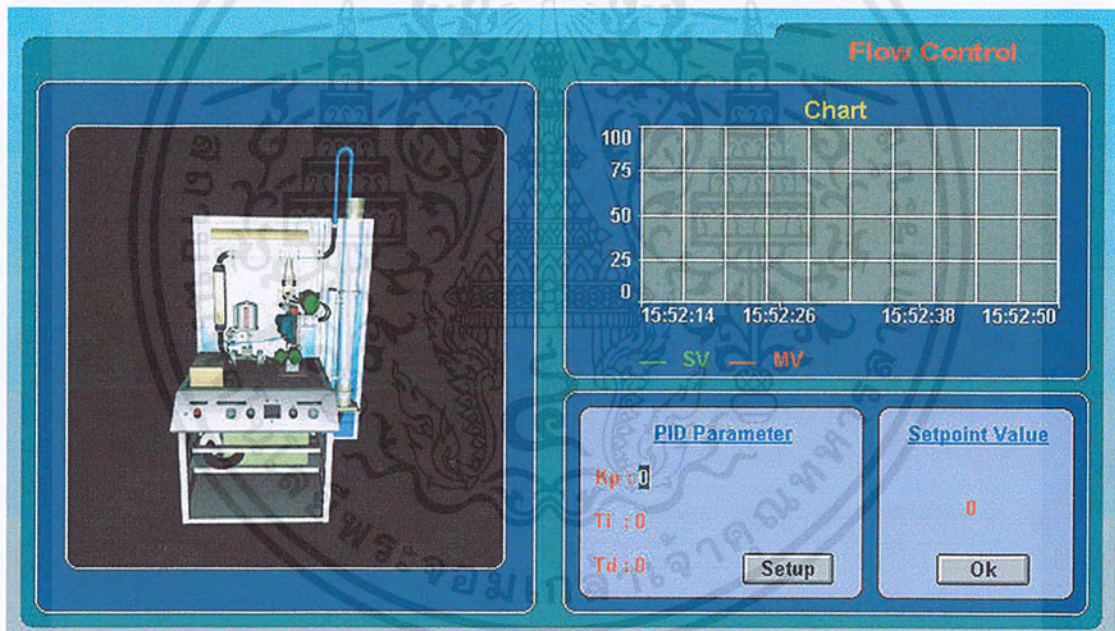 Flow Control
Chart
100
75
50
25
0
15:52:14 15:52:26 15:52:38 15:52:50
SV MV
PID Parameter
Kp : 0
Ti : 0
Td : 0
Setup
Setpoint Value
0
Ok